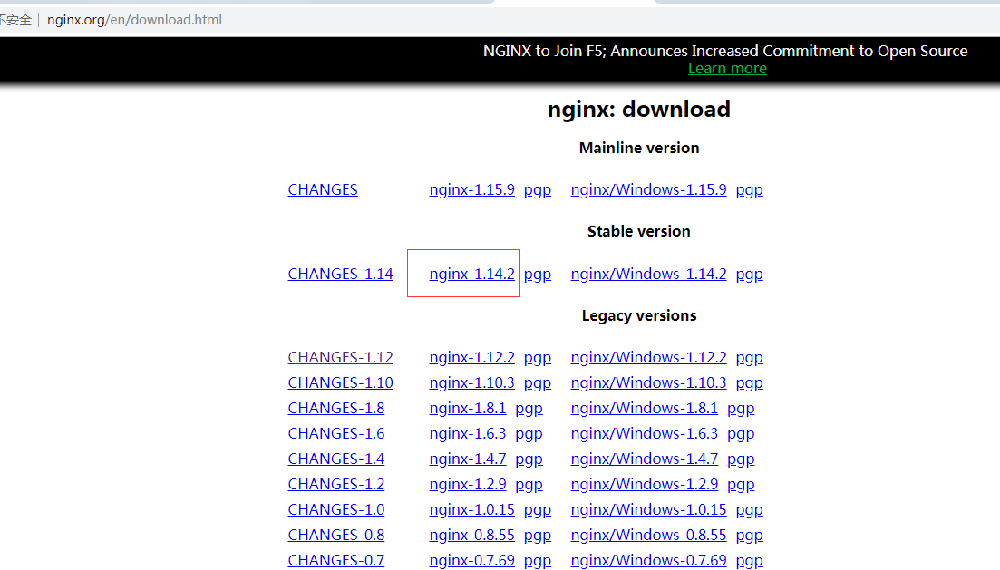 不安全 | nginx.org/en/download.html
NGINX to Join F5; Announces Increased Commitment to Open Source
Learn more
nginx: download
Mainline version
CHANGES nginx-1.15.9 pgp nginx/Windows-1.15.9 pgp
Stable version
CHANGES-1.14 nginx-1.14.2 pgp nginx/Windows-1.14.2 pgp
Legacy versions
CHANGES-1.12 nginx-1.12.2 pgp nginx/Windows-1.12.2 pgp
CHANGES-1.10 nginx-1.10.3 pgp nginx/Windows-1.10.3 pgp
CHANGES-1.8 nginx-1.8.1 pgp nginx/Windows-1.8.1 pgp
CHANGES-1.6 nginx-1.6.3 pgp nginx/Windows-1.6.3 pgp
CHANGES-1.4 nginx-1.4.7 pgp nginx/Windows-1.4.7 pgp
CHANGES-1.2 nginx-1.2.9 pgp nginx/Windows-1.2.9 pgp
CHANGES-1.0 nginx-1.0.15 pgp nginx/Windows-1.0.15 pgp
CHANGES-0.8 nginx-0.8.55 pgp nginx/Windows-0.8.55 pgp
CHANGES-0.7 nginx-0.7.69 pgp nginx/Windows-0.7.69 pgp